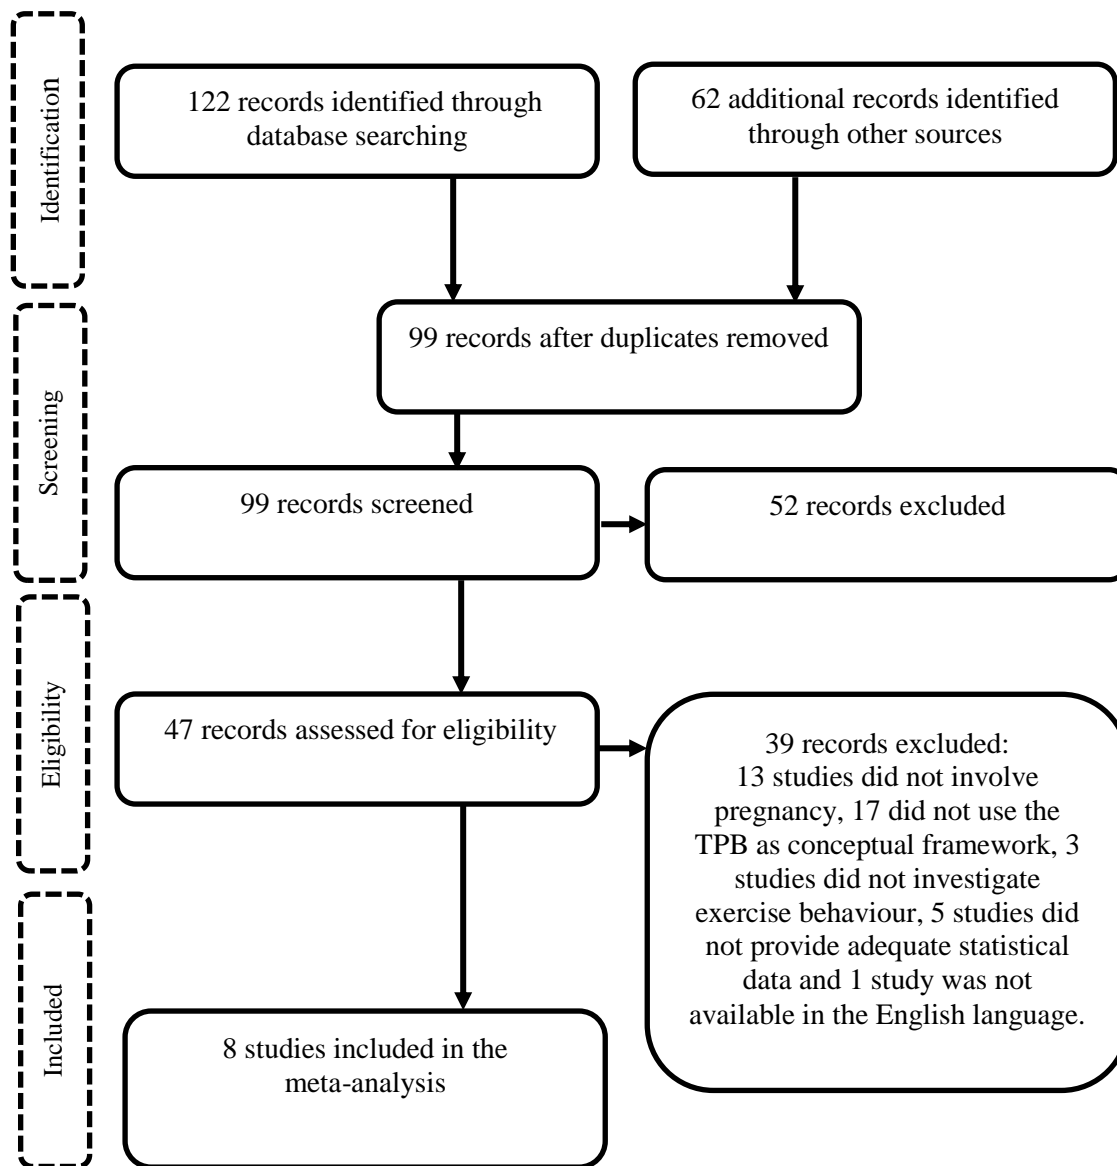 Identification
122 records identified through
database searching
62 additional records identified
through other sources
Screening
99 records after duplicates removed
99 records screened
52 records excluded
Eligibility
47 records assessed for eligibility
39 records excluded:
13 studies did not involve
pregnancy, 17 did not use the
TPB as conceptual framework, 3
studies did not investigate
exercise behaviour, 5 studies did
not provide adequate statistical
data and 1 study was not
available in the English language.
Included
8 studies included in the
meta-analysis